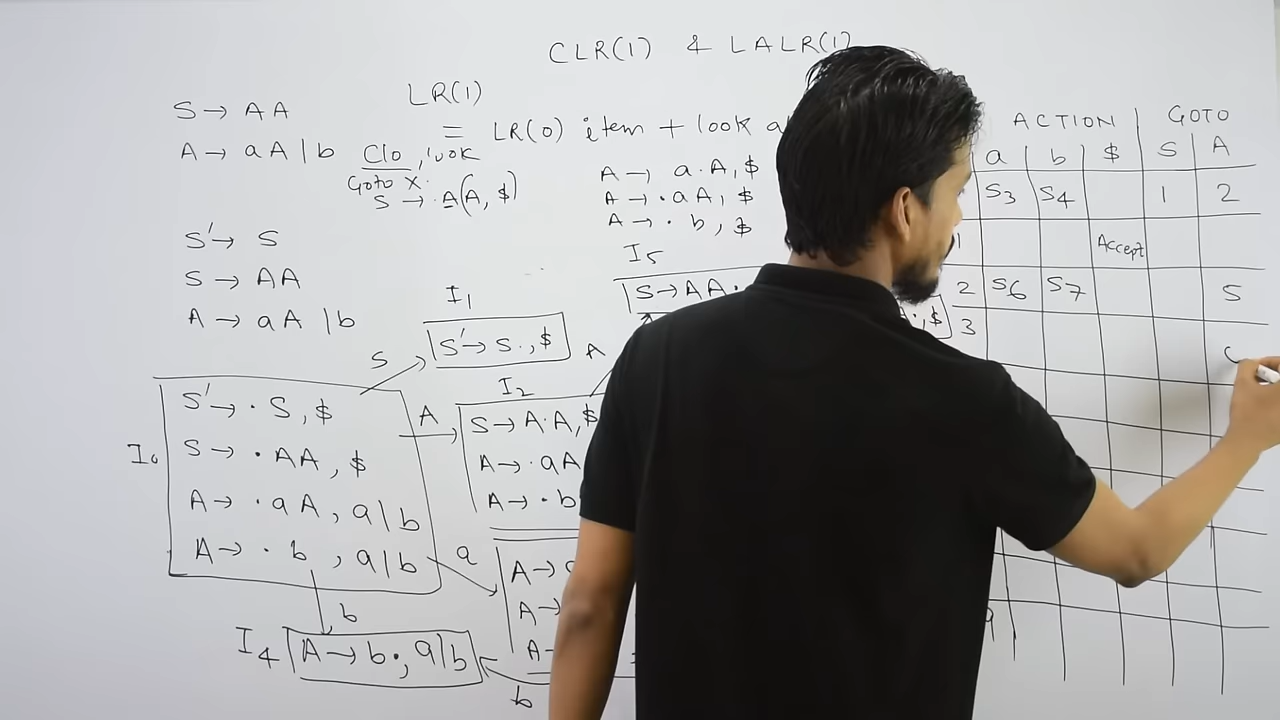 CLR(1) & LALR(1)
LR(1)
= LR(0) item + look
S → AA
A → aA | b
Clo, look
Goto X.
S → .A(A, $)
A → a.A, $
A → .aA, $
A → . b, $
S' → S
S → AA
A → aA | b
I5
S → AA.
., $
I1
S' → S., $
S
A
I0
S' → . S, $
S → . AA, $
A → . aA, a|b
A → . b, a|b
A
I2
S → A.A, $
A → .aA
A → . b
a
A →
A →
A →
b
I4
A → b., a|b
b
ACTION GOTO
a b $ S A
S3 S4 1 2
1 Accept
2 S6 S7 5
3
9